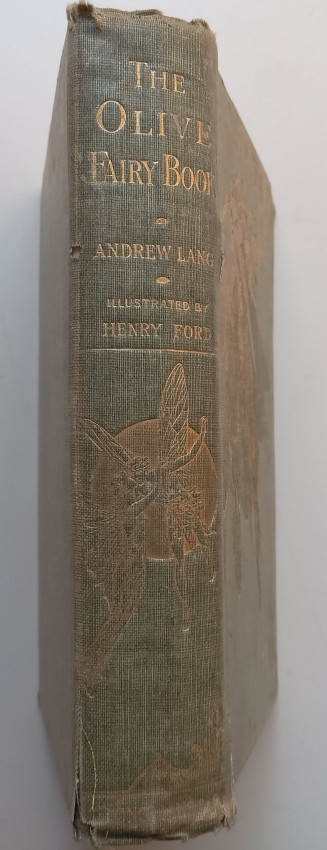 THE
OLIVE
FAIRY BOOK
ANDREW LANG
ILLUSTRATED BY
HENRY FORD